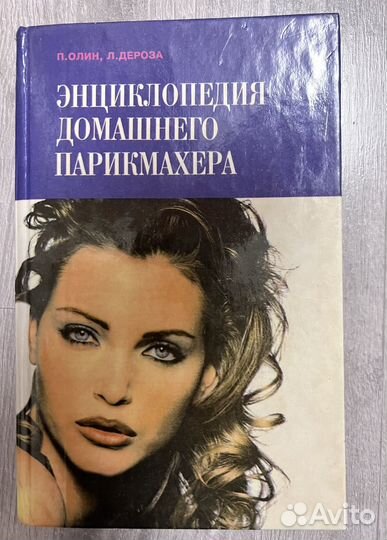 П.ОЛИН, Л.ДЕРОЗА
ЭНЦИКЛОПЕДИЯ
ДОМАШНЕГО
ПАРИКМАХЕРА
Avito